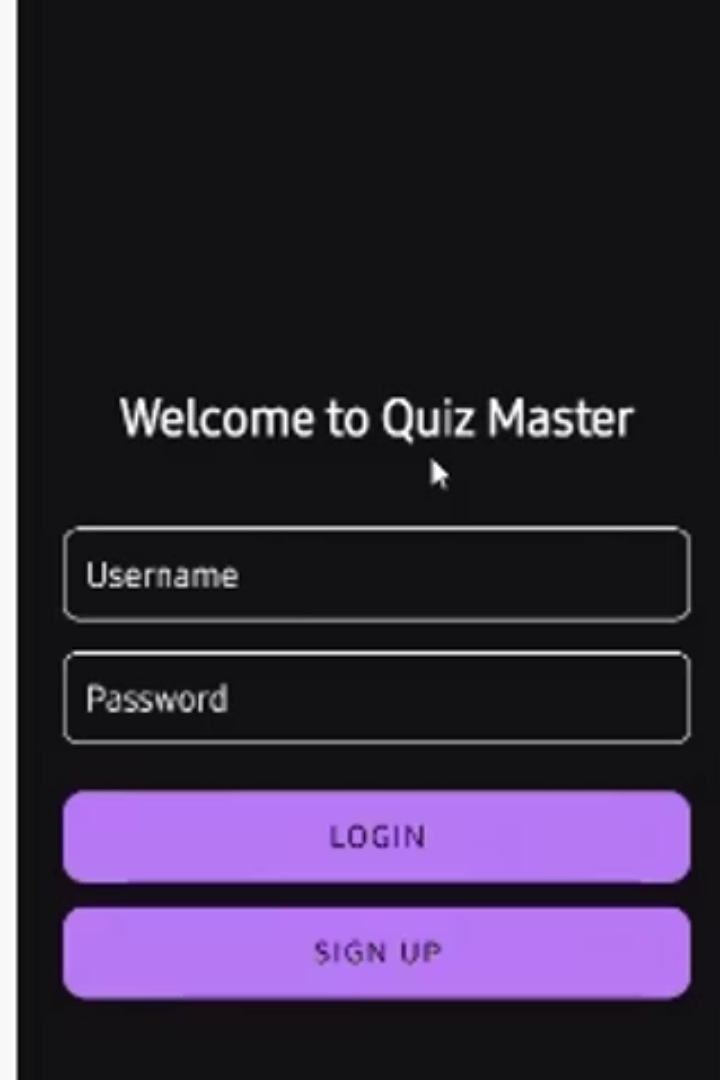 Welcome to Quiz Master
Username
Password
LOGIN
SIGN UP